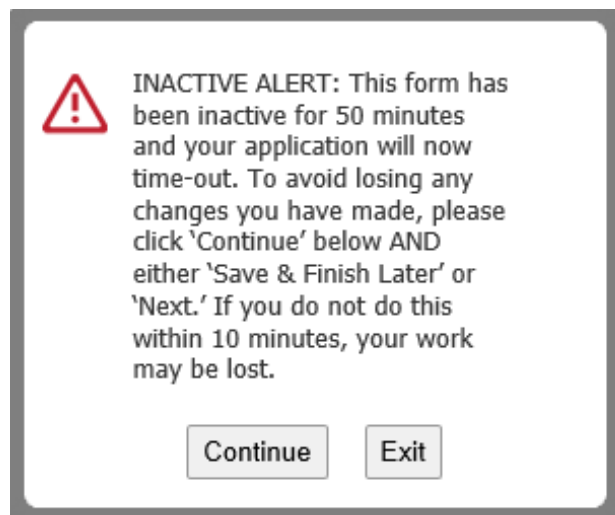 INACTIVE ALERT: This form has
been inactive for 50 minutes
and your application will now
time-out. To avoid losing any
changes you have made, please
click ‘Continue’ below AND
either ‘Save & Finish Later’ or
‘Next.’ If you do not do this
within 10 minutes, your work
may be lost.
Continue Exit